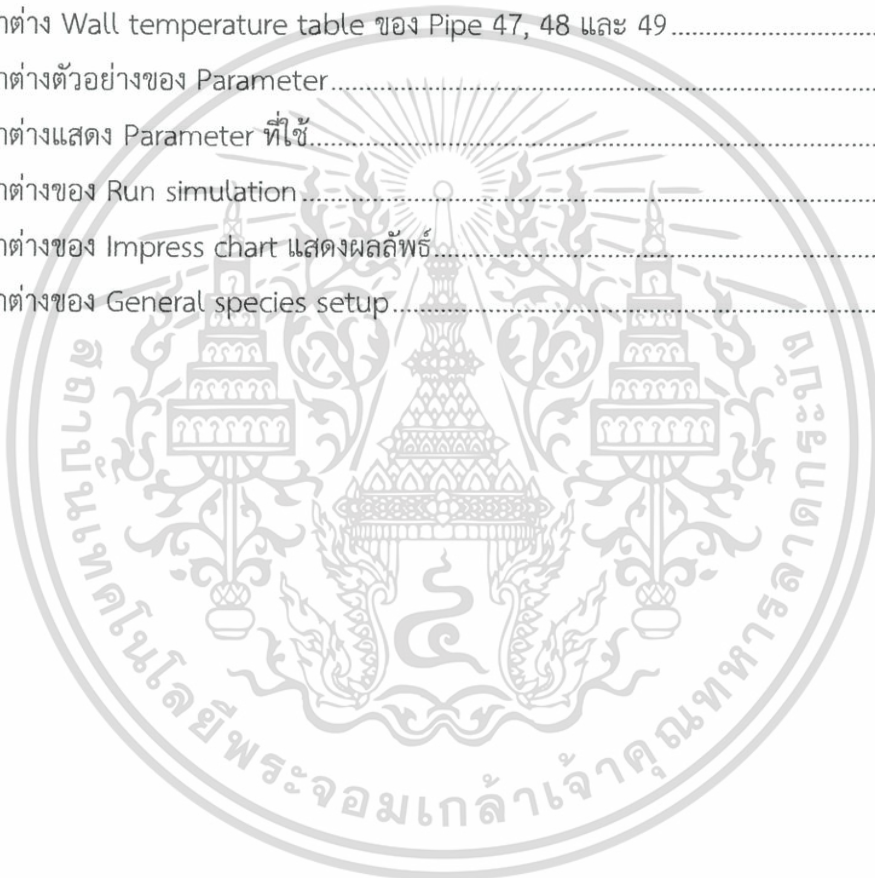 าต่าง Wall temperature table ของ Pipe 47, 48 และ 49
าต่างตัวอย่างของ Parameter
าต่างแสดง Parameter ที่ใช้
าต่างของ Run simulation
าต่างของ Impress chart แสดงผลลัพธ์
าต่างของ General species setup
สถาบันเทคโนโลยีพระจอมเกล้าเจ้าคุณทหารลาดกระบัง
๔